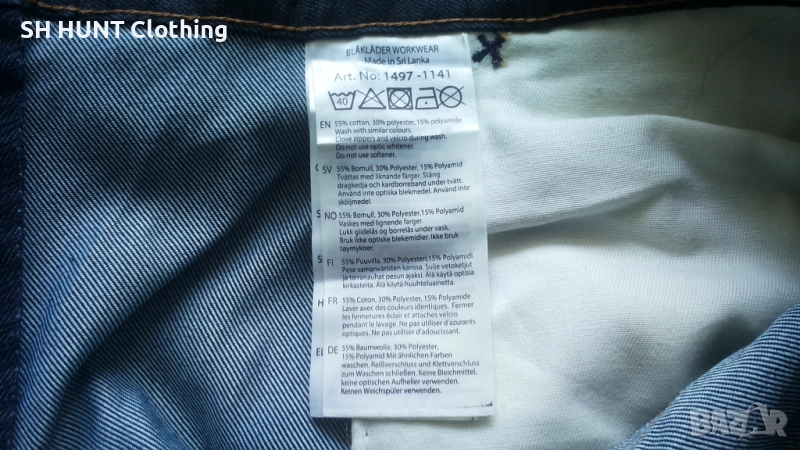 SH HUNT Clothing
BLÅKLÄDER WORKWEAR
Made in Sri Lanka
Art. No: 1497 -1141
40
EN 55% cotton, 30% polyester, 15% polyamide
Wash with similar colours.
Close zippers and velcro during wash.
Do not use optic whitener.
Do not use softener.
SV 55% Bomull, 30% Polyester, 15% Polyamid
Tvättas med liknande färger. Stäng
dragkedja och kardborreband under tvätt.
Använd inte optiska blekmedel. Använd inte
sköljmedel.
S NO 55% Bomull, 30% Polyester,15% Polyamid
Vaskes med lignende farger.
Lukk glidelås og borrelås under vask.
Bruk ikke optiske blekemidler. Ikke bruk
tøymykner.
S FI 55% Puuvilla, 30% Polyesteri,15% Polyamidi
Pese samanväristen kanssa. Sulje vetoketjut
ja tarranauhat pesun ajaksi. Älä käytä optisia
kirkasteita. Älä käytä huuhteluainetta.
H FR 55% Coton, 30% Polyester, 15% Polyamide
Laver avec des couleurs identiques. Fermer
les fermetures éclair et attaches velcro
pendant le lavage. Ne pas utiliser d'azurants
optiques. Ne pas utiliser d'adoucissant.
DE 55% Baumwolle, 30% Polyester,
15% Polyamid Mit ähnlichen Farben
waschen. Reißverschluss und Klettverschluss
zum Waschen schließen. Keine Bleichmittel,
keine optischen Aufheller verwenden.
Keinen Weichspüler verwenden.
BAZAR